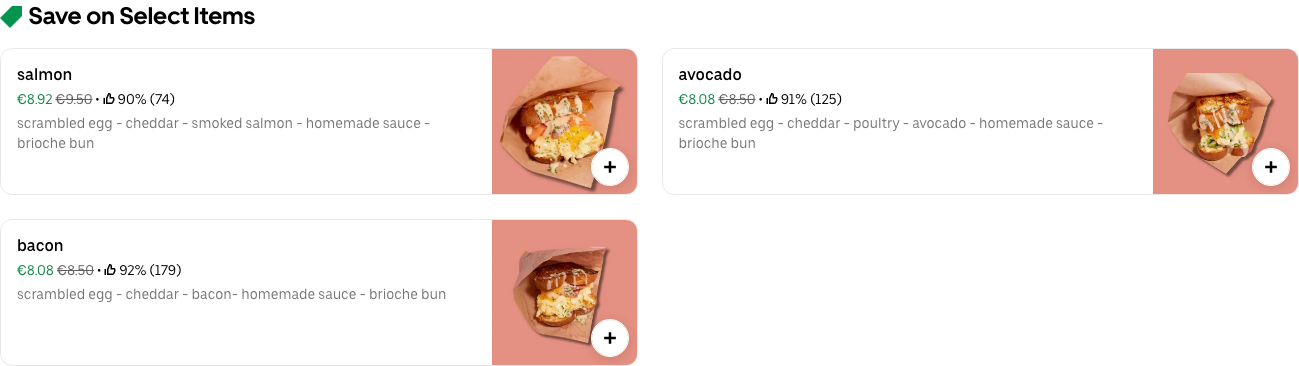 Save on Select Items
salmon
€8.92 €9.50 • 90% (74)
scrambled egg - cheddar - smoked salmon - homemade sauce -
brioche bun
avocado
€8.08 €8.50 • 91% (125)
scrambled egg - cheddar - poultry - avocado - homemade sauce -
brioche bun
bacon
€8.08 €8.50 • 92% (179)
scrambled egg - cheddar - bacon- homemade sauce - brioche bun